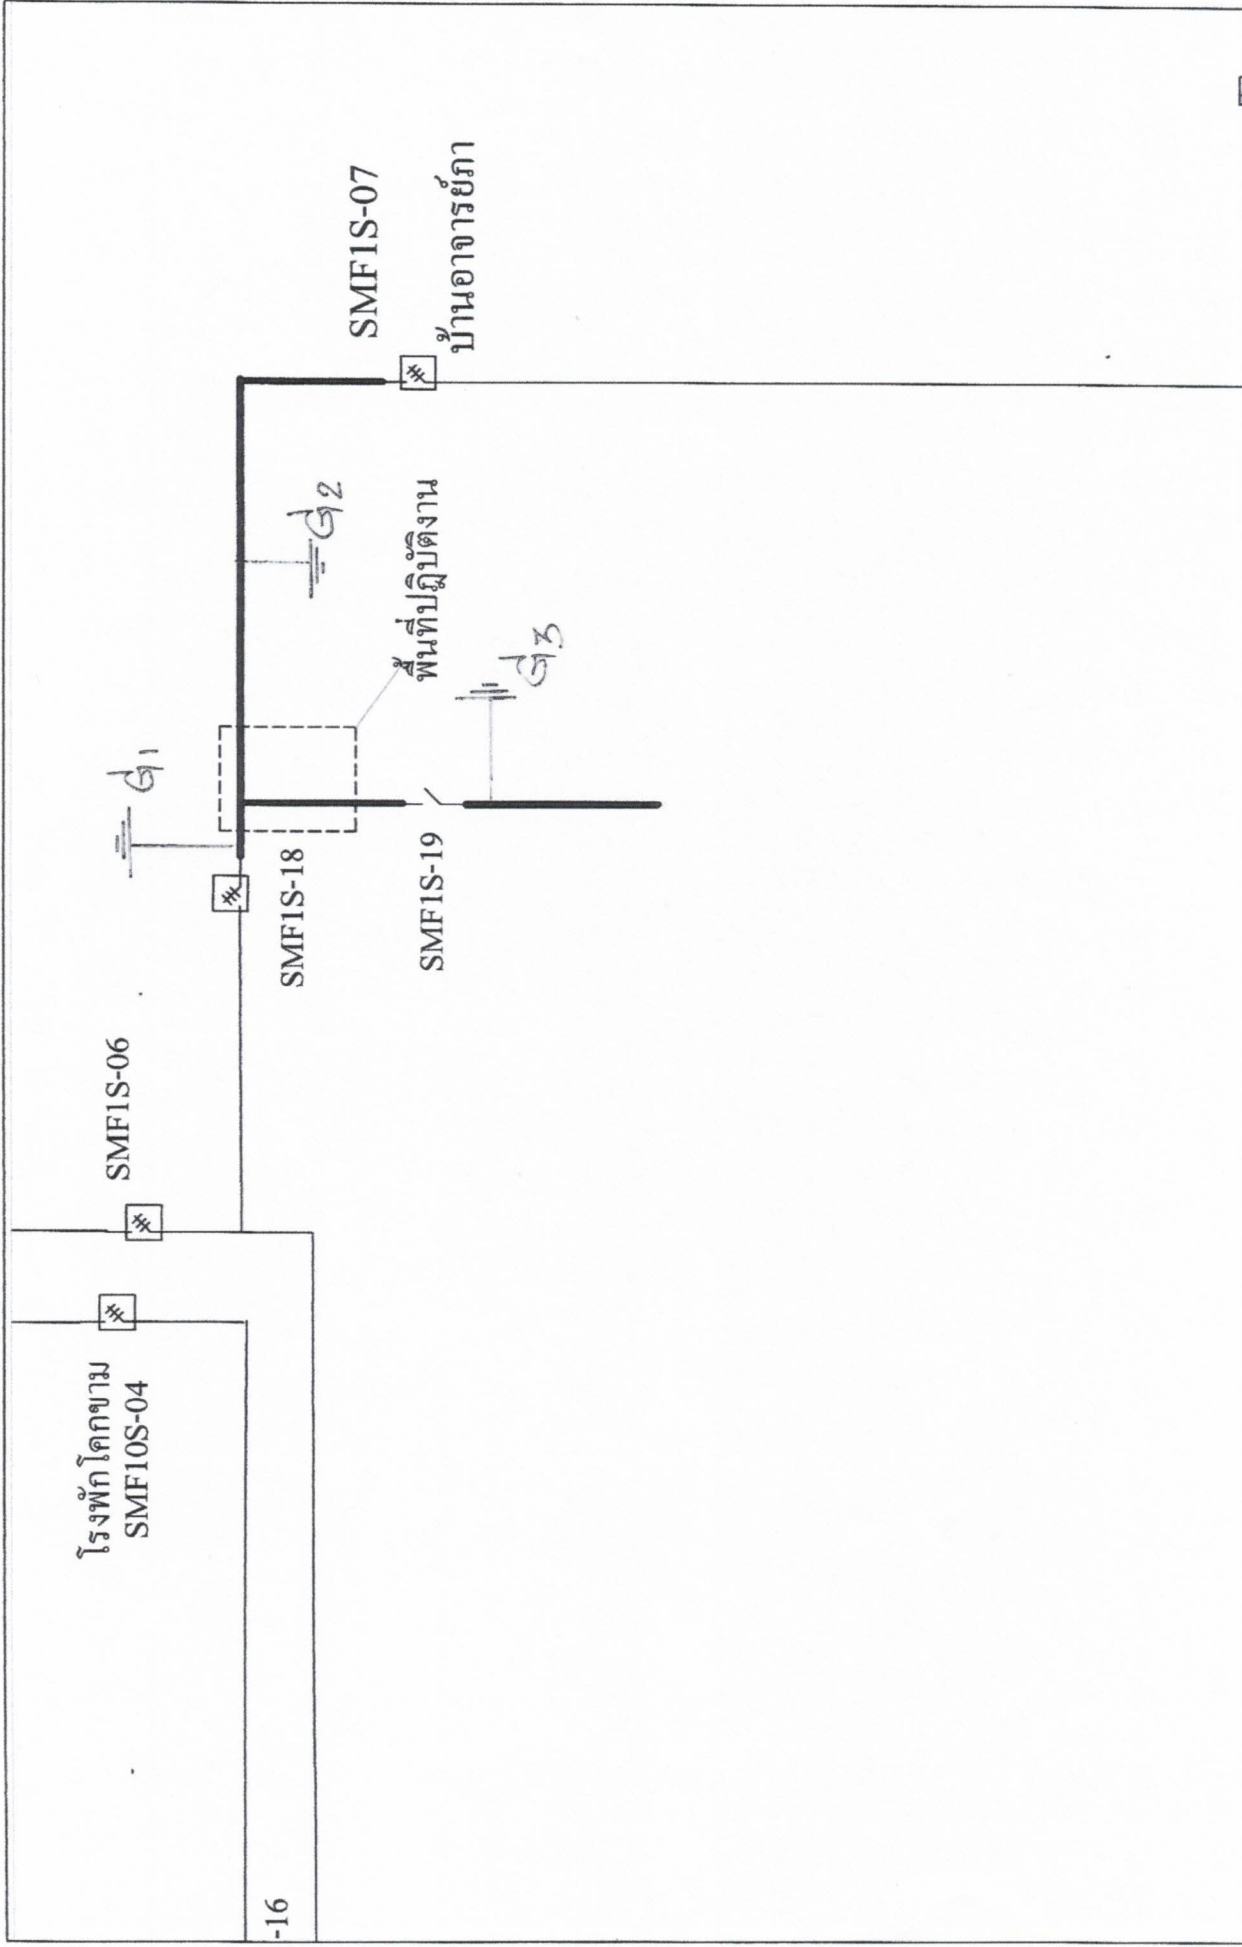 โรงพักโคกขาม
SMF10S-04
SMF1S-06
-16
SMF1S-18
SMF1S-19
G1
G2
G3
พื้นที่ปฏิบัติงาน
SMF1S-07
บ้านอาจารย์ภา